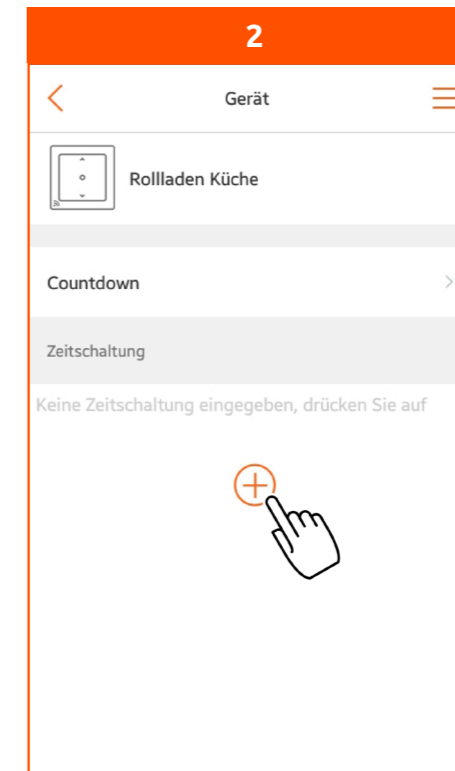 2
Gerät
Rollladen Küche
Countdown
Zeitschaltung
Keine Zeitschaltung eingegeben, drücken Sie auf